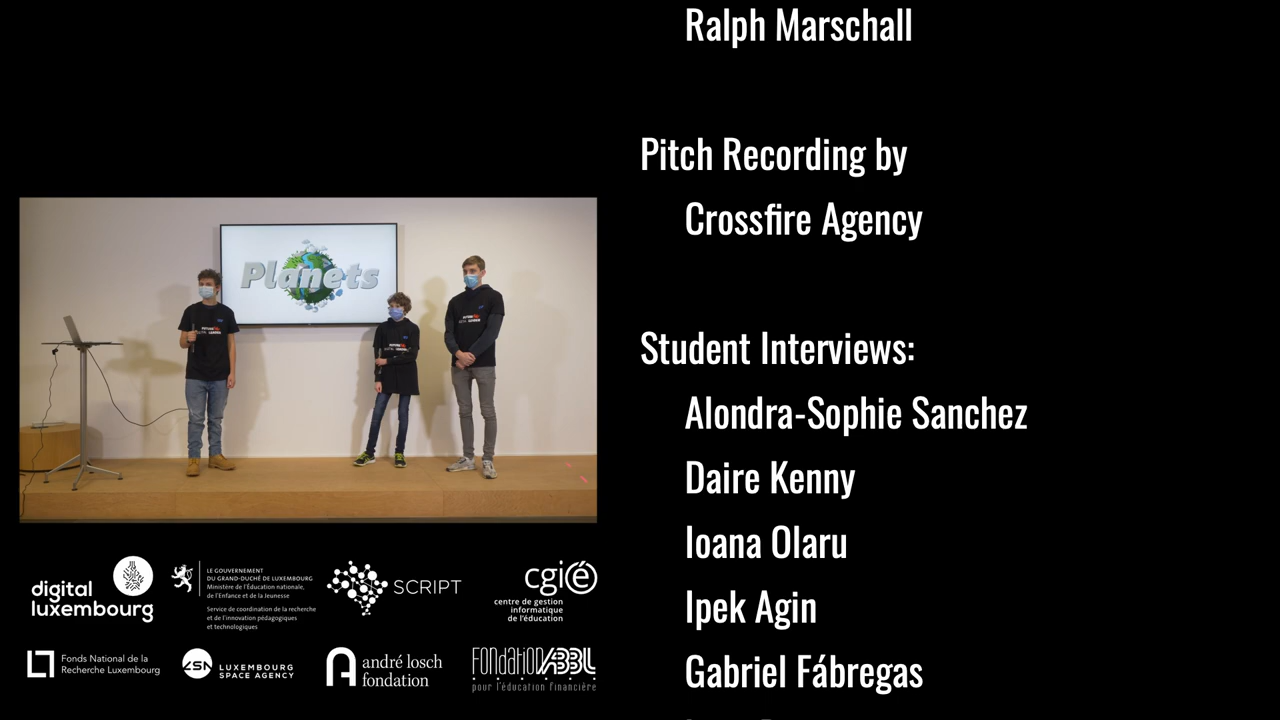 Ralph Marschall
Pitch Recording by
Crossfire Agency
Student Interviews:
Alondra-Sophie Sanchez
Daire Kenny
Ioana Olaru
Ipek Agin
Gabriel Fábregas
Planets
digital
luxembourg
LE GOUVERNEMENT
DU GRAND-DUCHÉ DE LUXEMBOURG
Ministère de l'Éducation nationale,
de l'Enfance et de la Jeunesse
Service de coordination de la recherche
et de l'innovation pédagogiques
et technologiques
SCRIPT
cgié
centre de gestion
informatique
de l'éducation
Fonds National de la
Recherche Luxembourg
LSA
LUXEMBOURG
SPACE AGENCY
andré losch
fondation
FONDATION ABBL
pour l'éducation financière